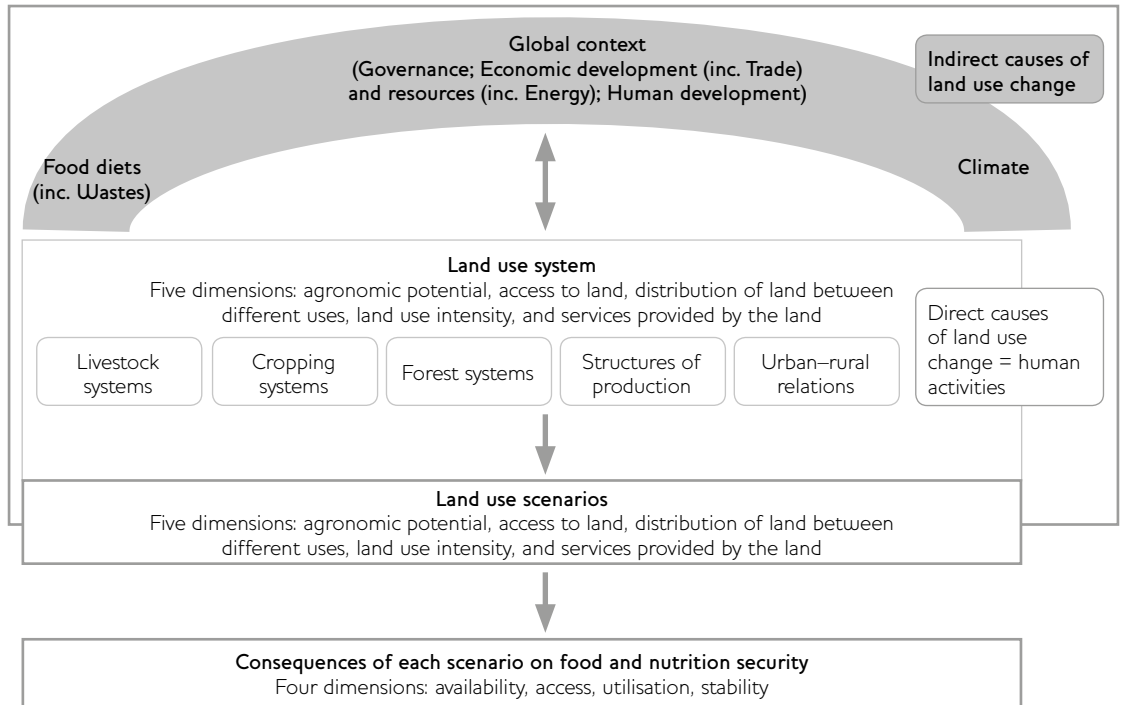 Global context
(Governance; Economic development (inc. Trade)
and resources (inc. Energy); Human development)
Indirect causes of
land use change
Food diets
(inc. Wastes)
Climate
Land use system
Five dimensions: agronomic potential, access to land, distribution of land between
different uses, land use intensity, and services provided by the land
Direct causes
of land use
change = human
activities
Livestock
systems
Cropping
systems
Forest systems
Structures of
production
Urban–rural
relations
Land use scenarios
Five dimensions: agronomic potential, access to land, distribution of land between
different uses, land use intensity, and services provided by the land
Consequences of each scenario on food and nutrition security
Four dimensions: availability, access, utilisation, stability